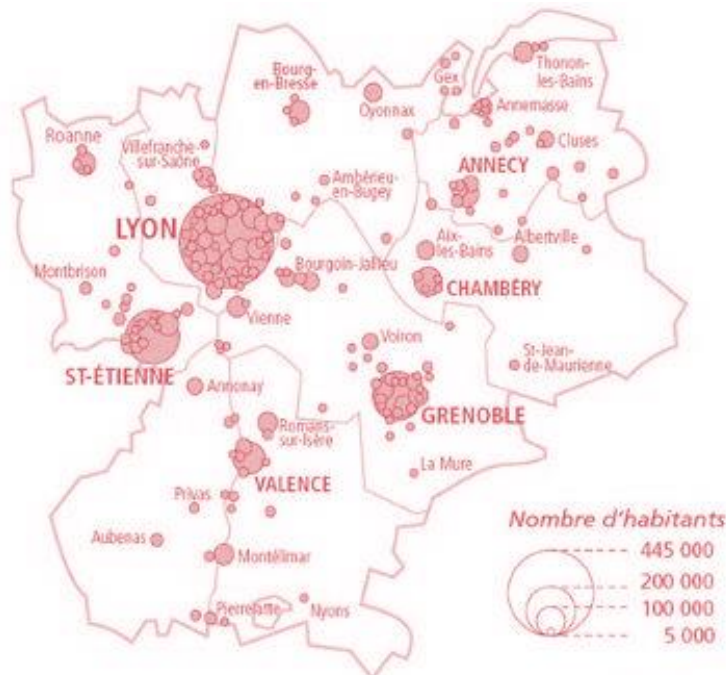 Bourg-
en-Bresse
Oyonnax
Gex
Thonon-
les-Bains
Annemasse
Cluses
Roanne
Villefranche-
sur-Saône
ANNECY
Ambérieu-
en-Bugey
LYON
Aix-
les-Bains
Albertville
Montbrison
Bourgoin-Jallieu
CHAMBÉRY
Vienne
Voiron
ST-ÉTIENNE
St-Jean-
de-Maurienne
Annonay
Romans-
sur-Isère
GRENOBLE
VALENCE
La Mure
Privas
Aubenas
Montélimar
Pierrelatte
Nyons
Nombre d'habitants
445 000
200 000
100 000
5 000